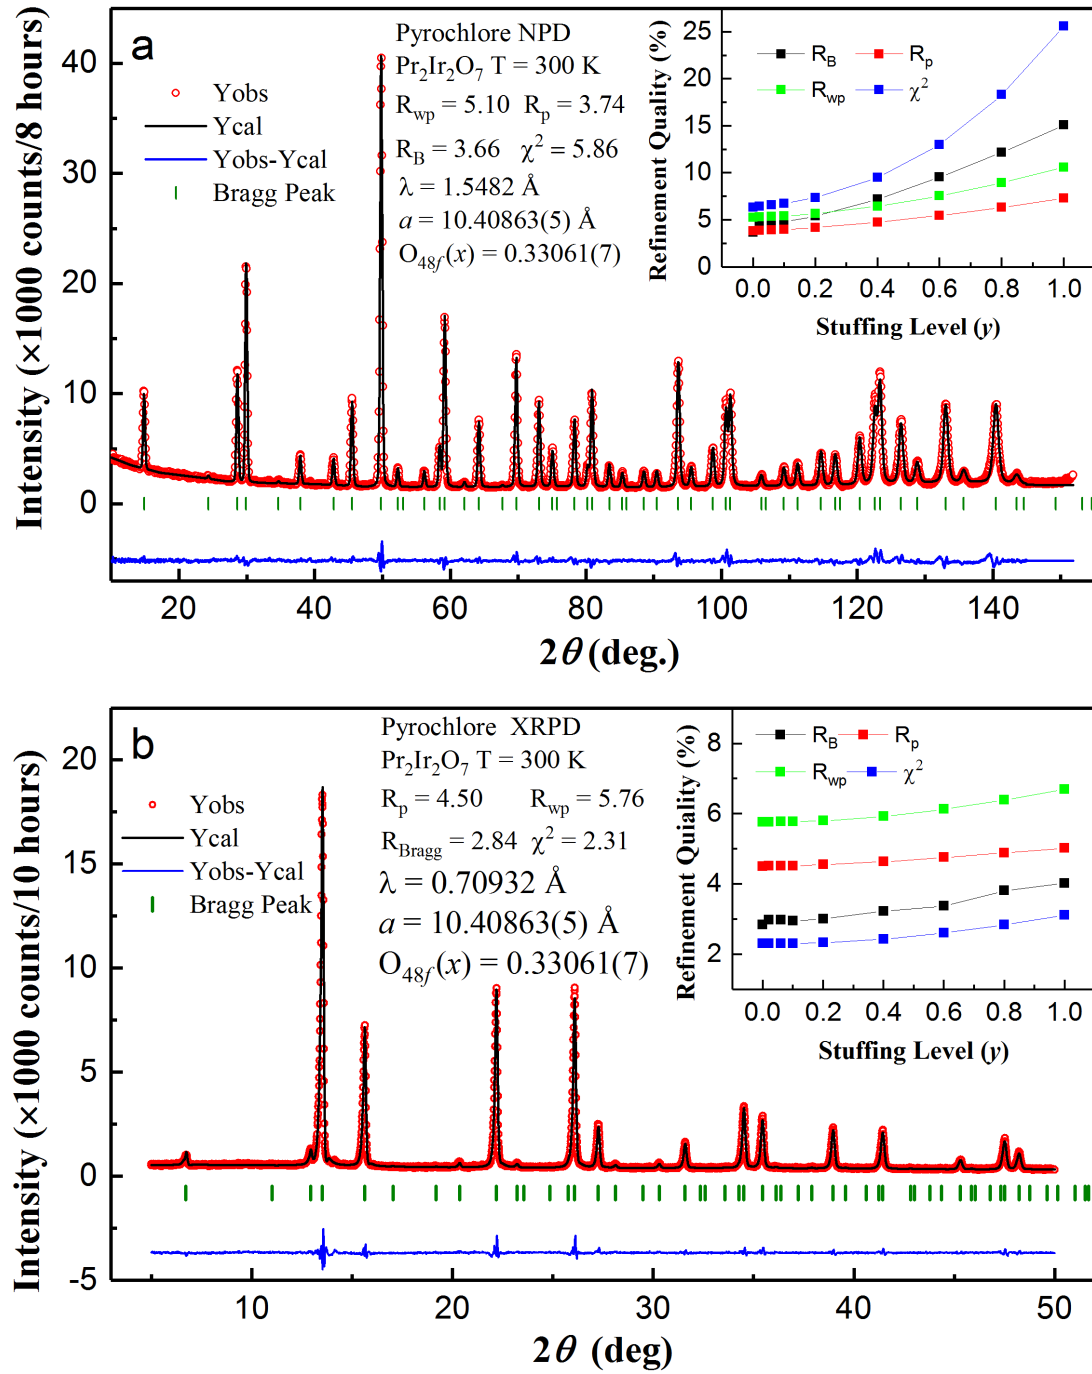 a
Pyrochlore NPD
Pr2Ir2O7 T = 300 K
Rwp = 5.10 Rp = 3.74
RB = 3.66 χ2 = 5.86
λ = 1.5482 Å
a = 10.40863(5) Å
O48f(x) = 0.33061(7)
Yobs
Ycal
Yobs-Ycal
Bragg Peak
Intensity (×1000 counts/8 hours)
40
30
20
10
0
20 40 60 80 100 120 140
2θ (deg.)
Refinement Quality (%)
25
20
15
10
5
0
RB Rp
Rwp χ2
0.0 0.2 0.4 0.6 0.8 1.0
Stuffing Level (y)
b
Pyrochlore XRPD
Pr2Ir2O7 T = 300 K
Rp = 4.50 Rwp = 5.76
RBragg = 2.84 χ2 = 2.31
λ = 0.70932 Å
a = 10.40863(5) Å
O48f(x) = 0.33061(7)
Yobs
Ycal
Yobs-Ycal
Bragg Peak
Intensity (×1000 counts/10 hours)
20
15
10
5
0
-5
10 20 30 40 50
2θ (deg)
Refinement Quiality (%)
8
6
4
2
RB Rp
Rwp χ2
0.0 0.2 0.4 0.6 0.8 1.0
Stuffing Level (y)